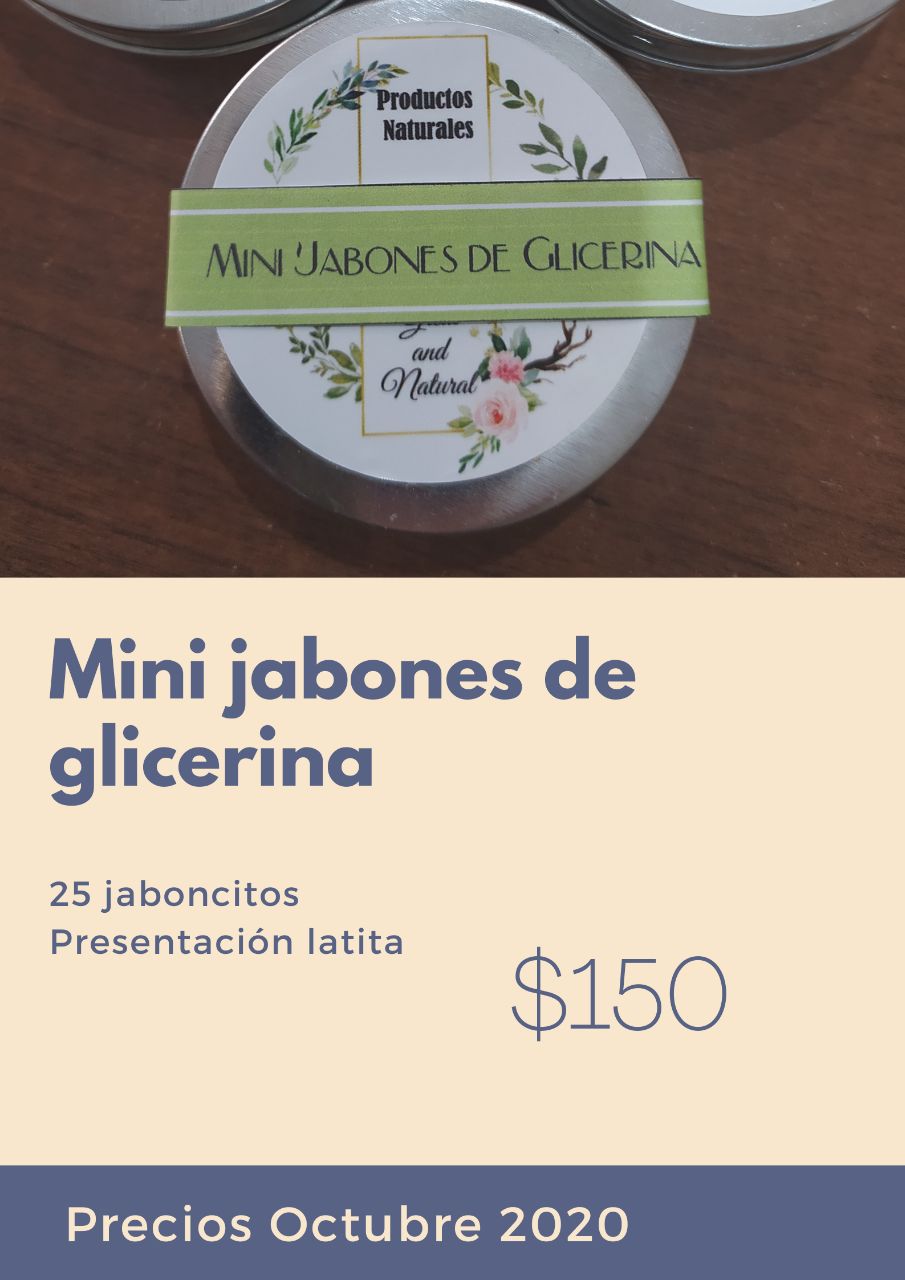 Productos
Naturales
MINI JABONES DE GLICERINA
and
Natural
Mini jabones de
glicerina
25 jaboncitos
Presentación latita
$150
Precios Octubre 2020